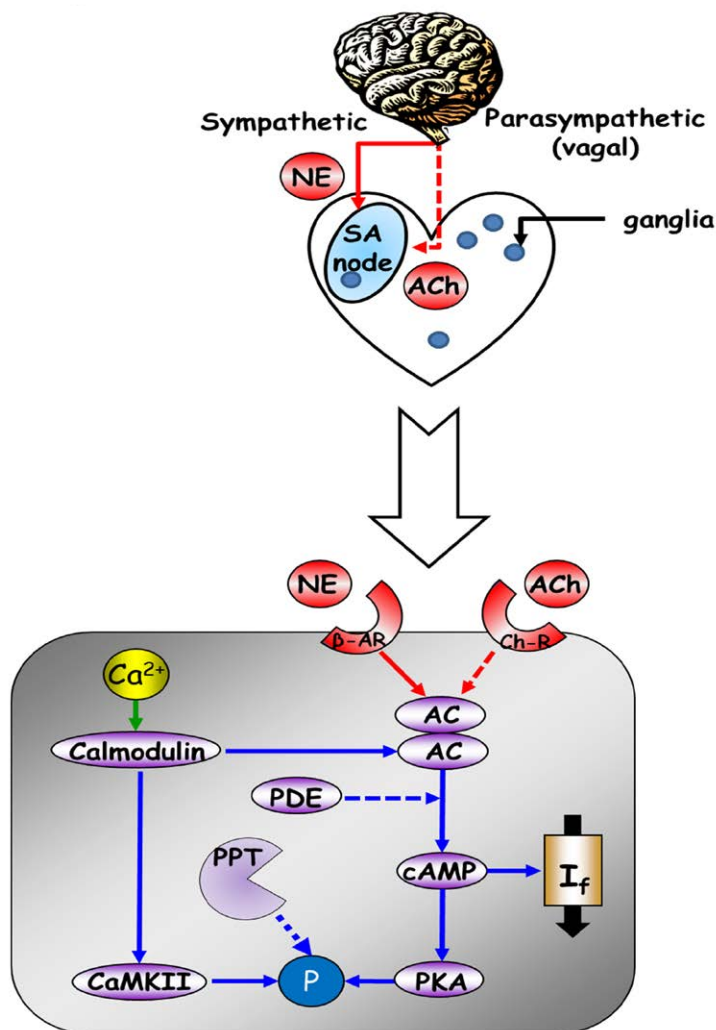 Sympathetic
Parasympathetic
(vagal)
NE
SA
node
ganglia
ACh
NE
ACh
β-AR
Ch-R
Ca²⁺
AC
Calmodulin
AC
PDE
PPT
cAMP
I_f
CaMKII
P
PKA